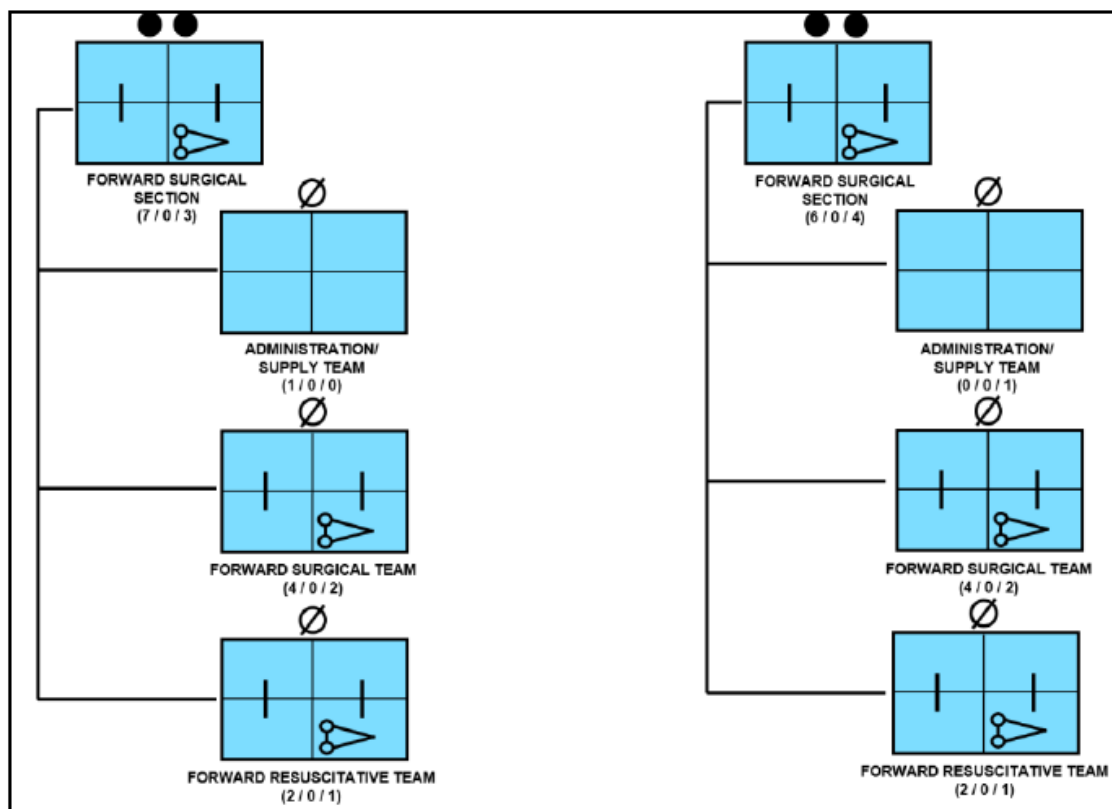 FORWARD SURGICAL
SECTION
(7 / 0 / 3)
ADMINISTRATION/
SUPPLY TEAM
(1 / 0 / 0)
FORWARD SURGICAL TEAM
(4 / 0 / 2)
FORWARD RESUSCITATIVE TEAM
(2 / 0 / 1)
FORWARD SURGICAL
SECTION
(6 / 0 / 4)
ADMINISTRATION/
SUPPLY TEAM
(0 / 0 / 1)
FORWARD SURGICAL TEAM
(4 / 0 / 2)
FORWARD RESUSCITATIVE TEAM
(2 / 0 / 1)